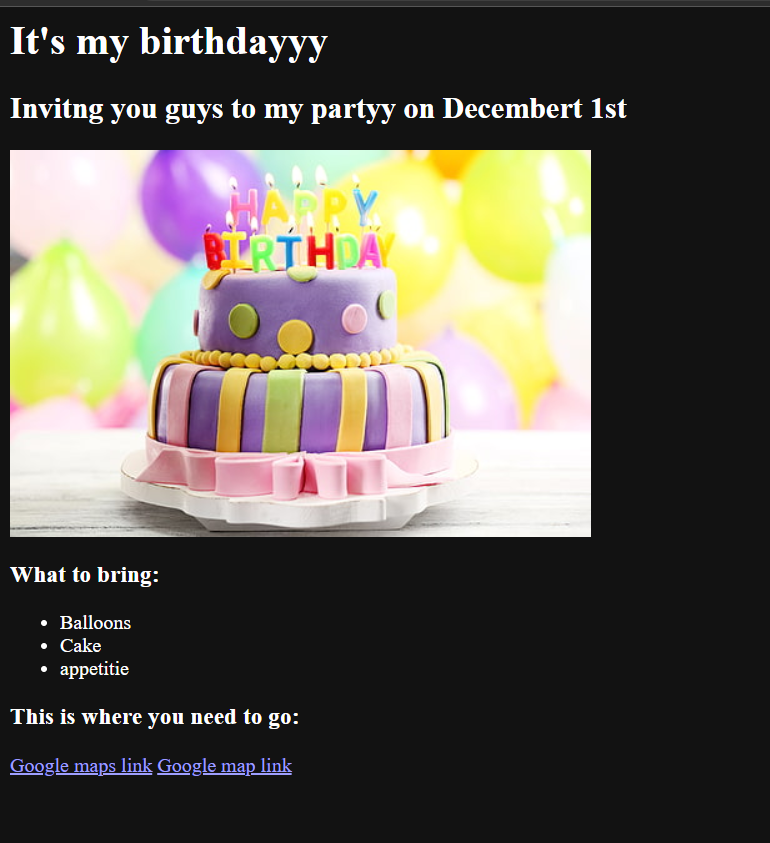 It's my birthdayyy
Invitng you guys to my partyy on Decembert 1st
HAPPY
BIRTHDAY
What to bring:
Balloons
Cake
appetitie
This is where you need to go:
Google maps link Google map link